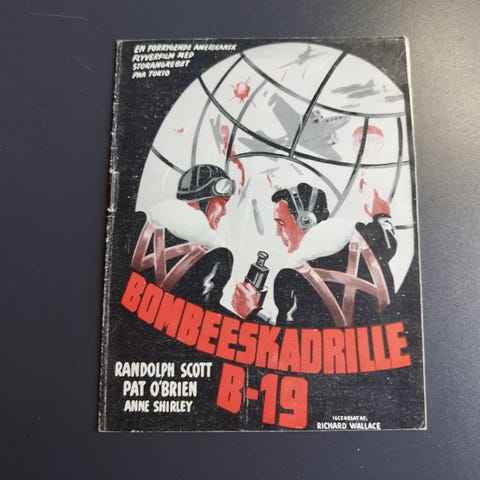 EN FORRYGENDE AMERIKANSK
FLYVERFILM MED
STORANGREBET
PAA TOKIO
BOMBEESKADRILLE
B-19
RANDOLPH SCOTT
PAT O'BRIEN
ANNE SHIRLEY
ISCENESAT AF:
RICHARD WALLACE